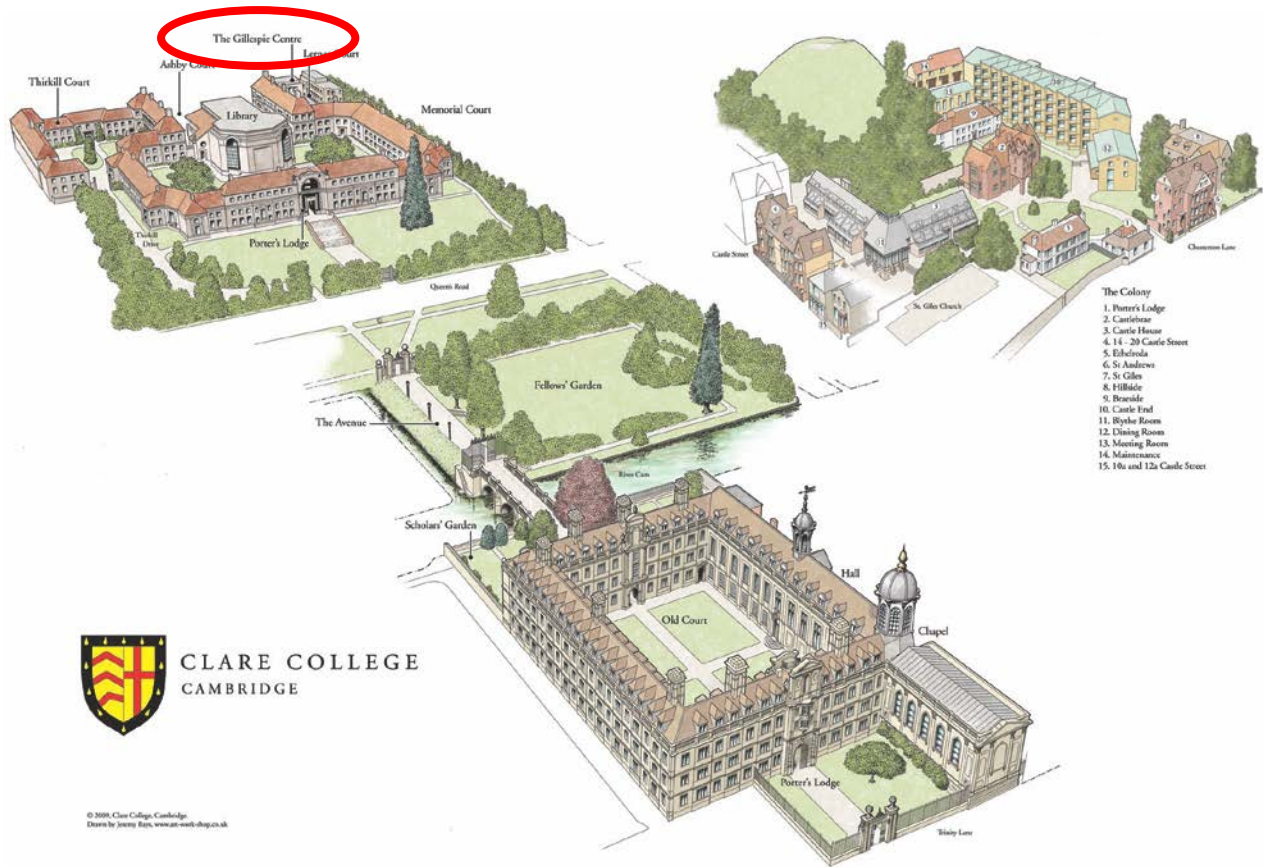 The Gillespie Centre
Lerner Court
Ashby Court
Thirkill Court
Memorial Court
Library
Thirkill
Drive
Porter's Lodge
Queen's Road
Fellows' Garden
The Avenue
River Cam
Scholars' Garden
Hall
Old Court
Chapel
Porter's Lodge
Trinity Lane
Castle Street
St. Giles Church
Chesterton Lane
The Colony
1. Porter's Lodge
2. Castlebrae
3. Castle House
4. 14 - 20 Castle Street
5. Etheldreda
6. St Andrews
7. St Giles
8. Hillside
9. Braeside
10. Castle End
11. Blythe Room
12. Dining Room
13. Meeting Room
14. Maintenance
15. 10a and 12a Castle Street
CLARE COLLEGE
CAMBRIDGE
© 2009, Clare College, Cambridge.
Drawn by Jeremy Bays, www.art-work-shop.co.uk